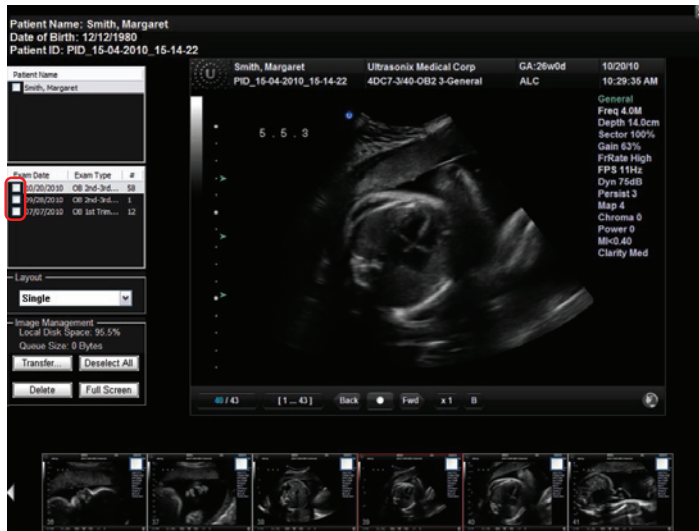 Patient Name: Smith, Margaret
Date of Birth: 12/12/1980
Patient ID: PID_15-04-2010_15-14-22
Patient Name
Smith, Margaret
Exam Date Exam Type #
10/20/2010 OB 2nd-3rd... 58
09/28/2010 OB 2nd-3rd... 1
07/07/2010 OB 1st Trim... 12
Layout
Single
Image Management
Local Disk Space: 95.5%
Queue Size: 0 Bytes
Transfer... Deselect All
Delete Full Screen
Smith, Margaret Ultrasonix Medical Corp GA:26w0d 10/20/10
PID_15-04-2010_15-14-22 4DC7-3/40-OB2 3-General ALC 10:29:35 AM
5 . 5 . 3
General
Freq 4.0M
Depth 14.0cm
Sector 100%
Gain 63%
FrRate High
FPS 11Hz
Dyn 75dB
Persist 3
Map 4
Chroma 0
Power 0
MI<0.40
Clarity Med
40 / 43 [ 1 ... 43 ] Back Fwd x 1 B
36 37 38 39 40 41